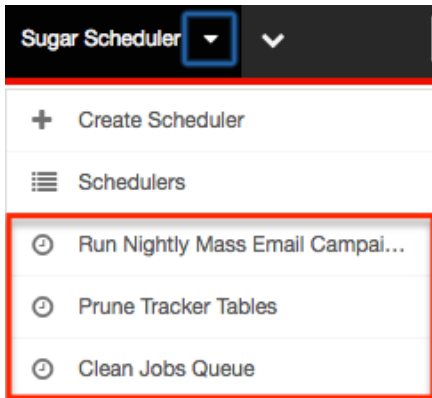 Sugar Scheduler
Create Scheduler
Schedulers
Run Nightly Mass Email Campai...
Prune Tracker Tables
Clean Jobs Queue